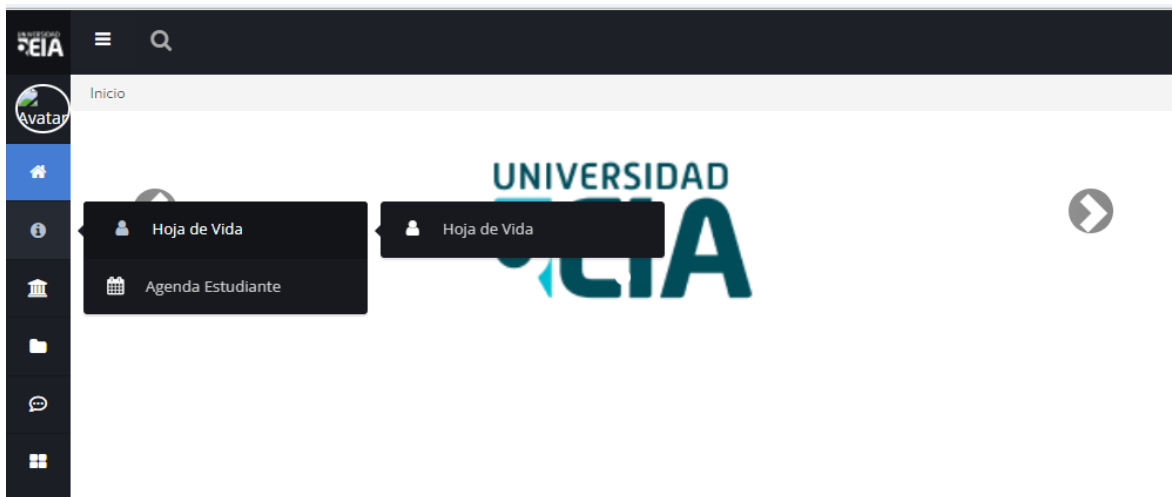 UNIVERSIDAD
EIA
Avatar
Inicio
UNIVERSIDAD
EIA
Hoja de Vida
Hoja de Vida
Agenda Estudiante